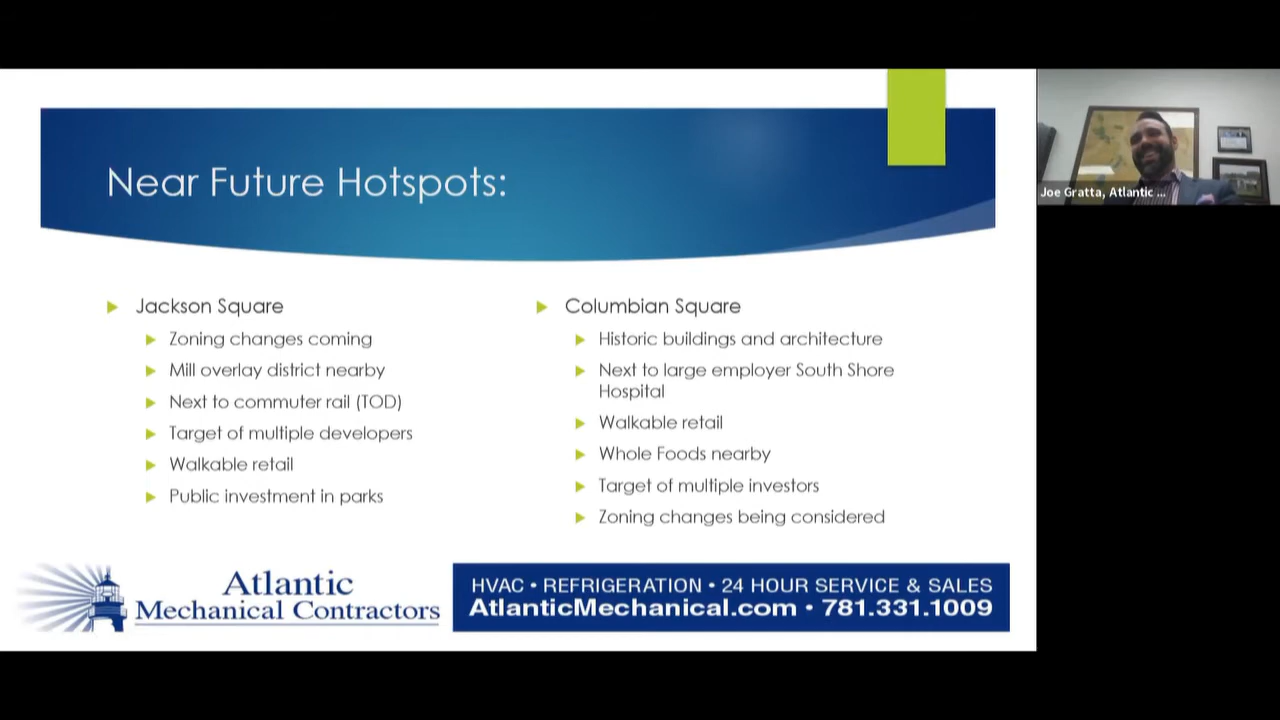 Near Future Hotspots:
Jackson Square
Zoning changes coming
Mill overlay district nearby
Next to commuter rail (TOD)
Target of multiple developers
Walkable retail
Public investment in parks
Columbian Square
Historic buildings and architecture
Next to large employer South Shore
Hospital
Walkable retail
Whole Foods nearby
Target of multiple investors
Zoning changes being considered
Atlantic
Mechanical Contractors
HVAC • REFRIGERATION • 24 HOUR SERVICE & SALES
AtlanticMechanical.com • 781.331.1009
Joe Gratta, Atlantic ...